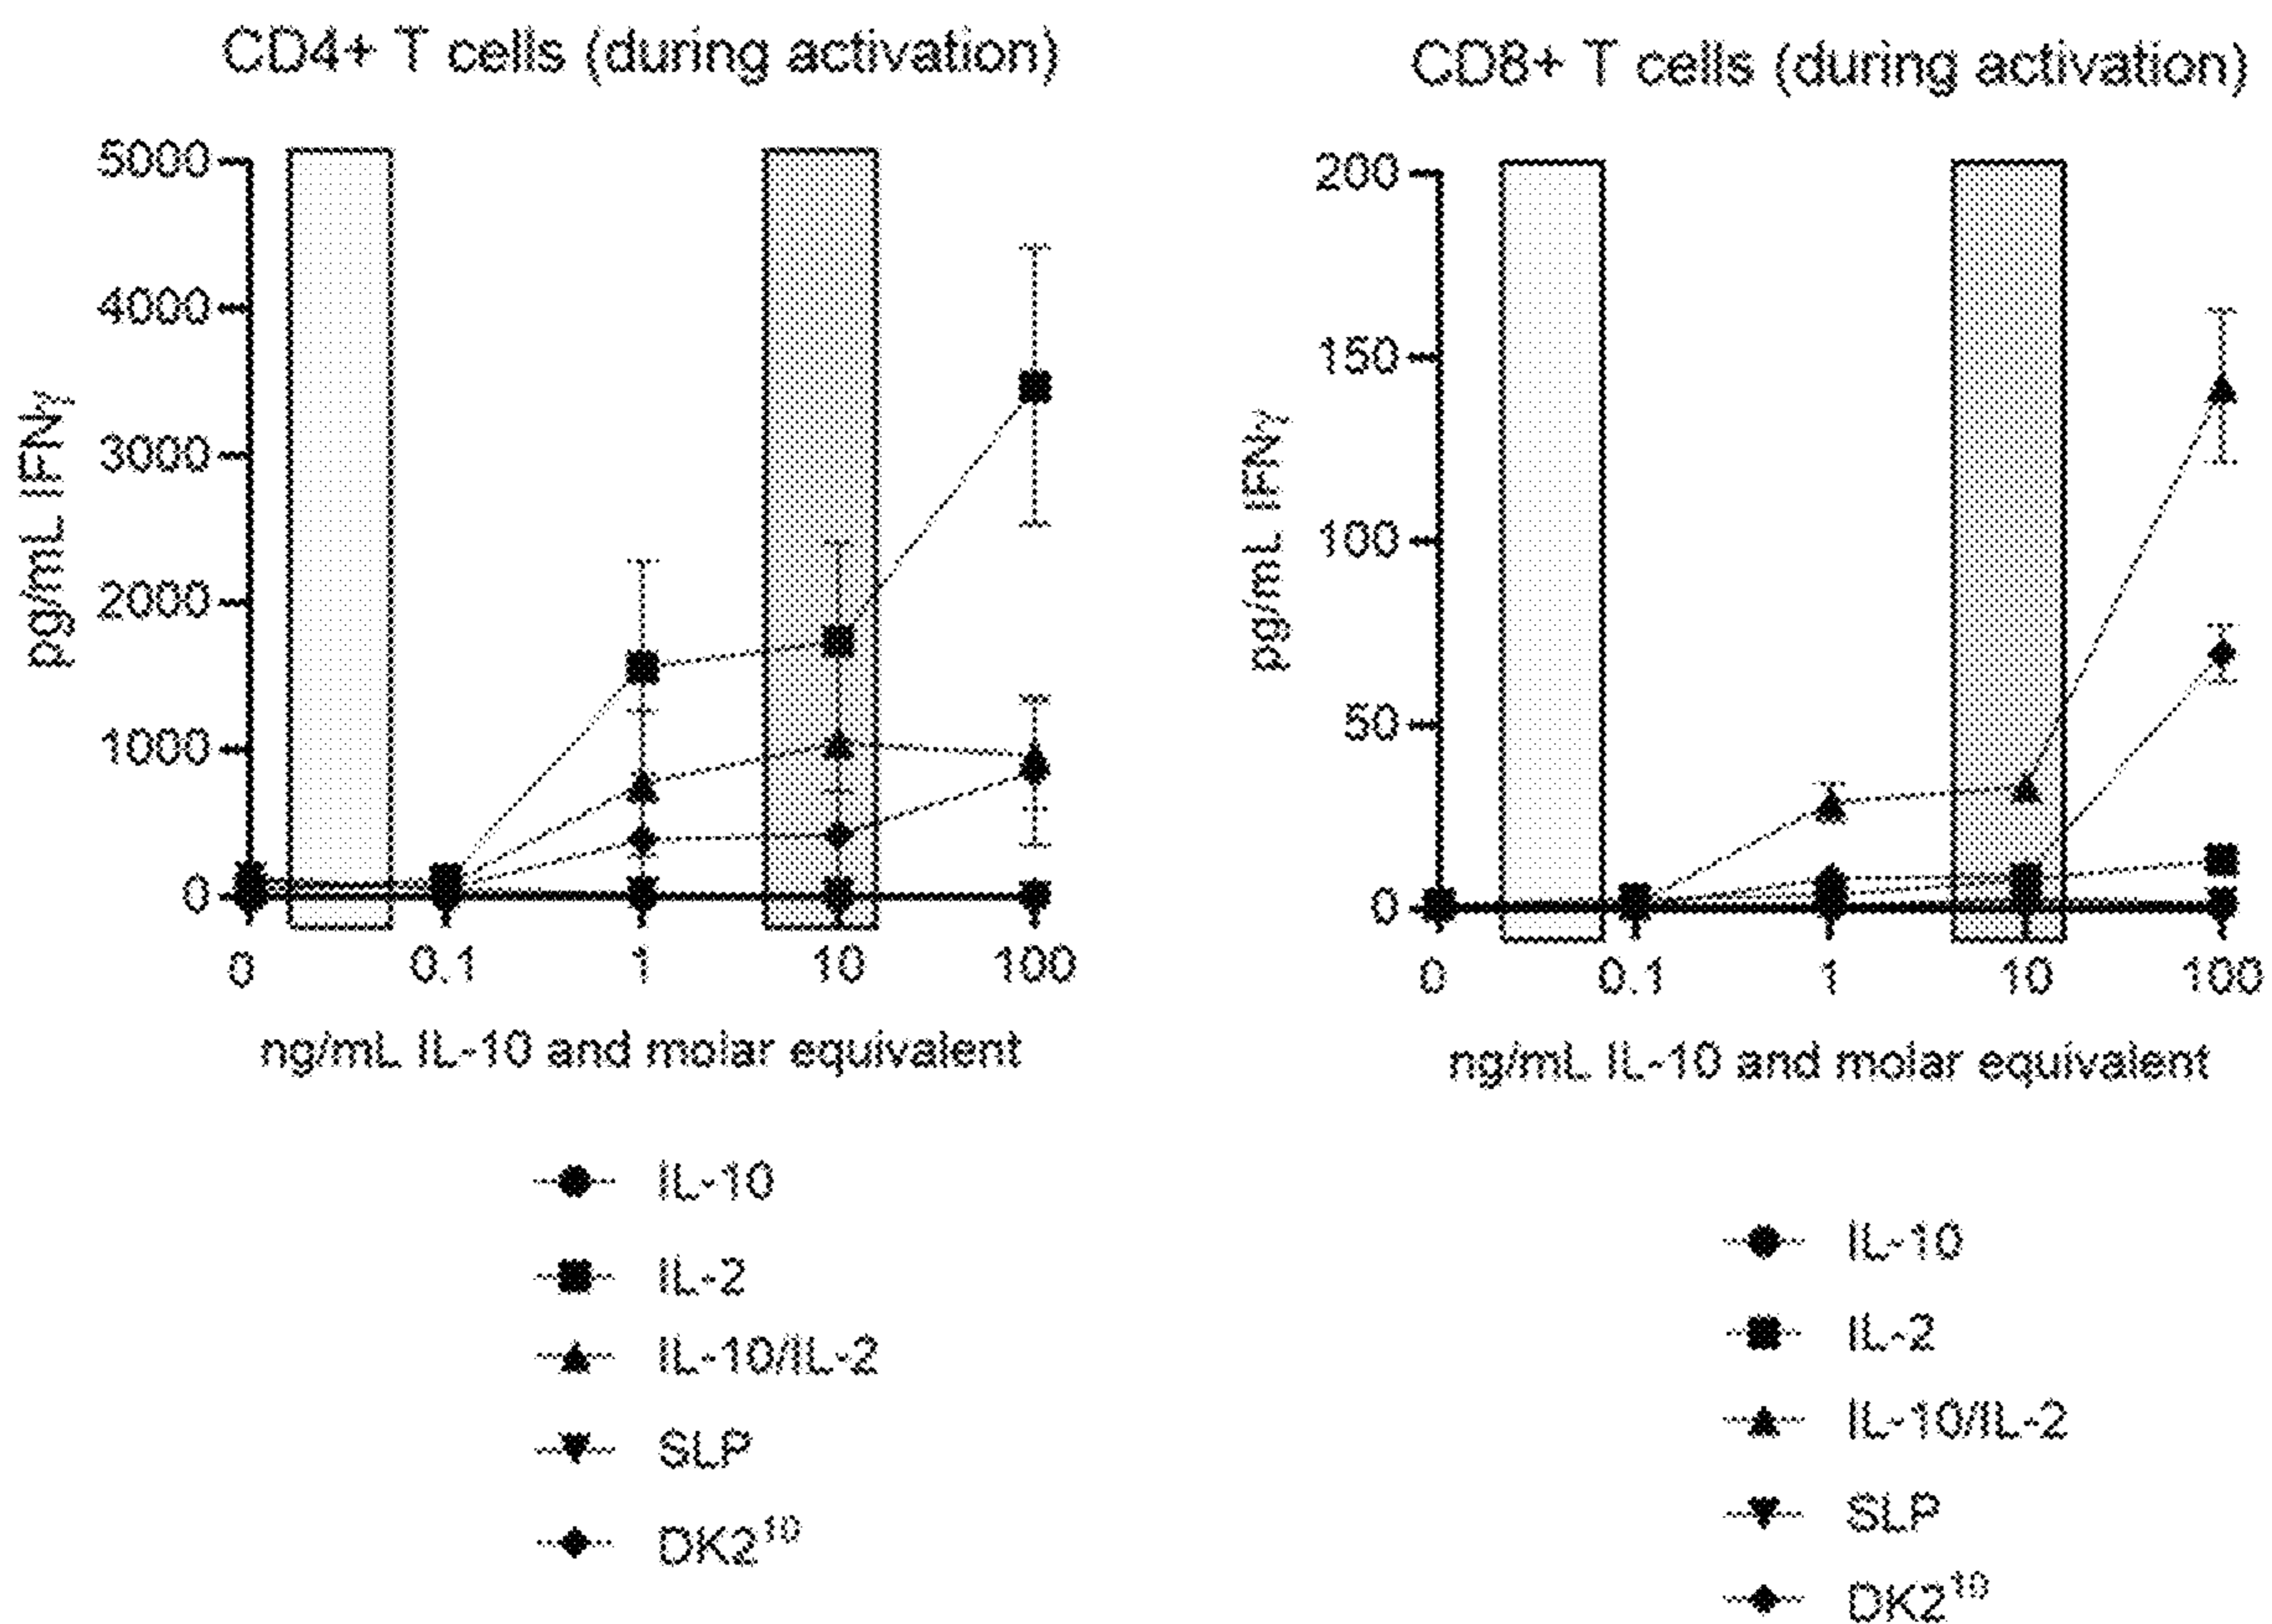 CD4+ T cells (during activation)
pg/mL IFNγ
5000
4000
3000
2000
1000
0
0 0.1 1 10 100
ng/mL IL-10 and molar equivalent
IL-10
IL-2
IL-10/IL-2
SLP
DK2¹⁰
CD8+ T cells (during activation)
pg/mL IFNγ
200
150
100
50
0
0 0.1 1 10 100
ng/mL IL-10 and molar equivalent
IL-10
IL-2
IL-10/IL-2
SLP
DK2¹⁰